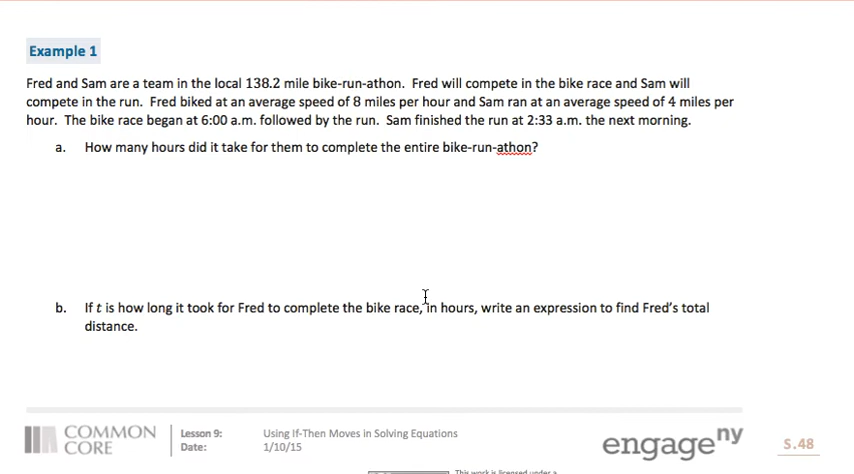 Example 1
Fred and Sam are a team in the local 138.2 mile bike-run-athon. Fred will compete in the bike race and Sam will
compete in the run. Fred biked at an average speed of 8 miles per hour and Sam ran at an average speed of 4 miles per
hour. The bike race began at 6:00 a.m. followed by the run. Sam finished the run at 2:33 a.m. the next morning.
a. How many hours did it take for them to complete the entire bike-run-athon?
b. If t is how long it took for Fred to complete the bike race, in hours, write an expression to find Fred's total
distance.
COMMON
CORE
Lesson 9: Using If-Then Moves in Solving Equations
Date: 1/10/15
engage ny
S.48
This work is licensed under a